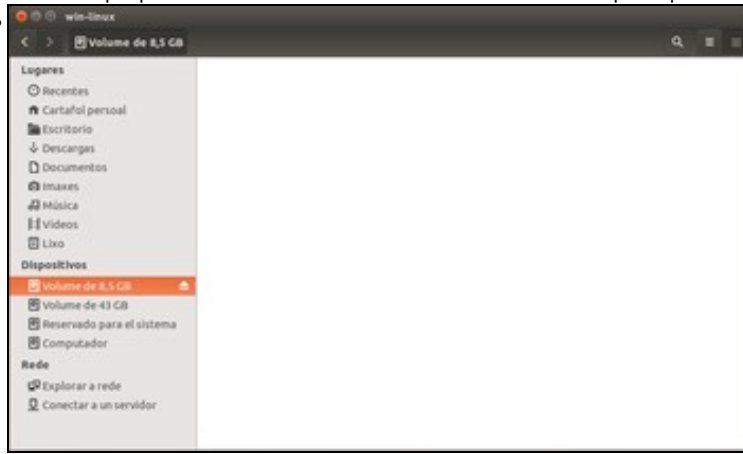 win-linux
Volume de 8,5 GB
Lugares
Recentes
Cartafol persoal
Escritorio
Descargas
Documentos
Imaxes
Música
Vídeos
Lixo
Dispositivos
Volume de 8,5 GB
Volume de 43 GB
Reservado para el sistema
Computador
Rede
Explorar a rede
Conectar a un servidor